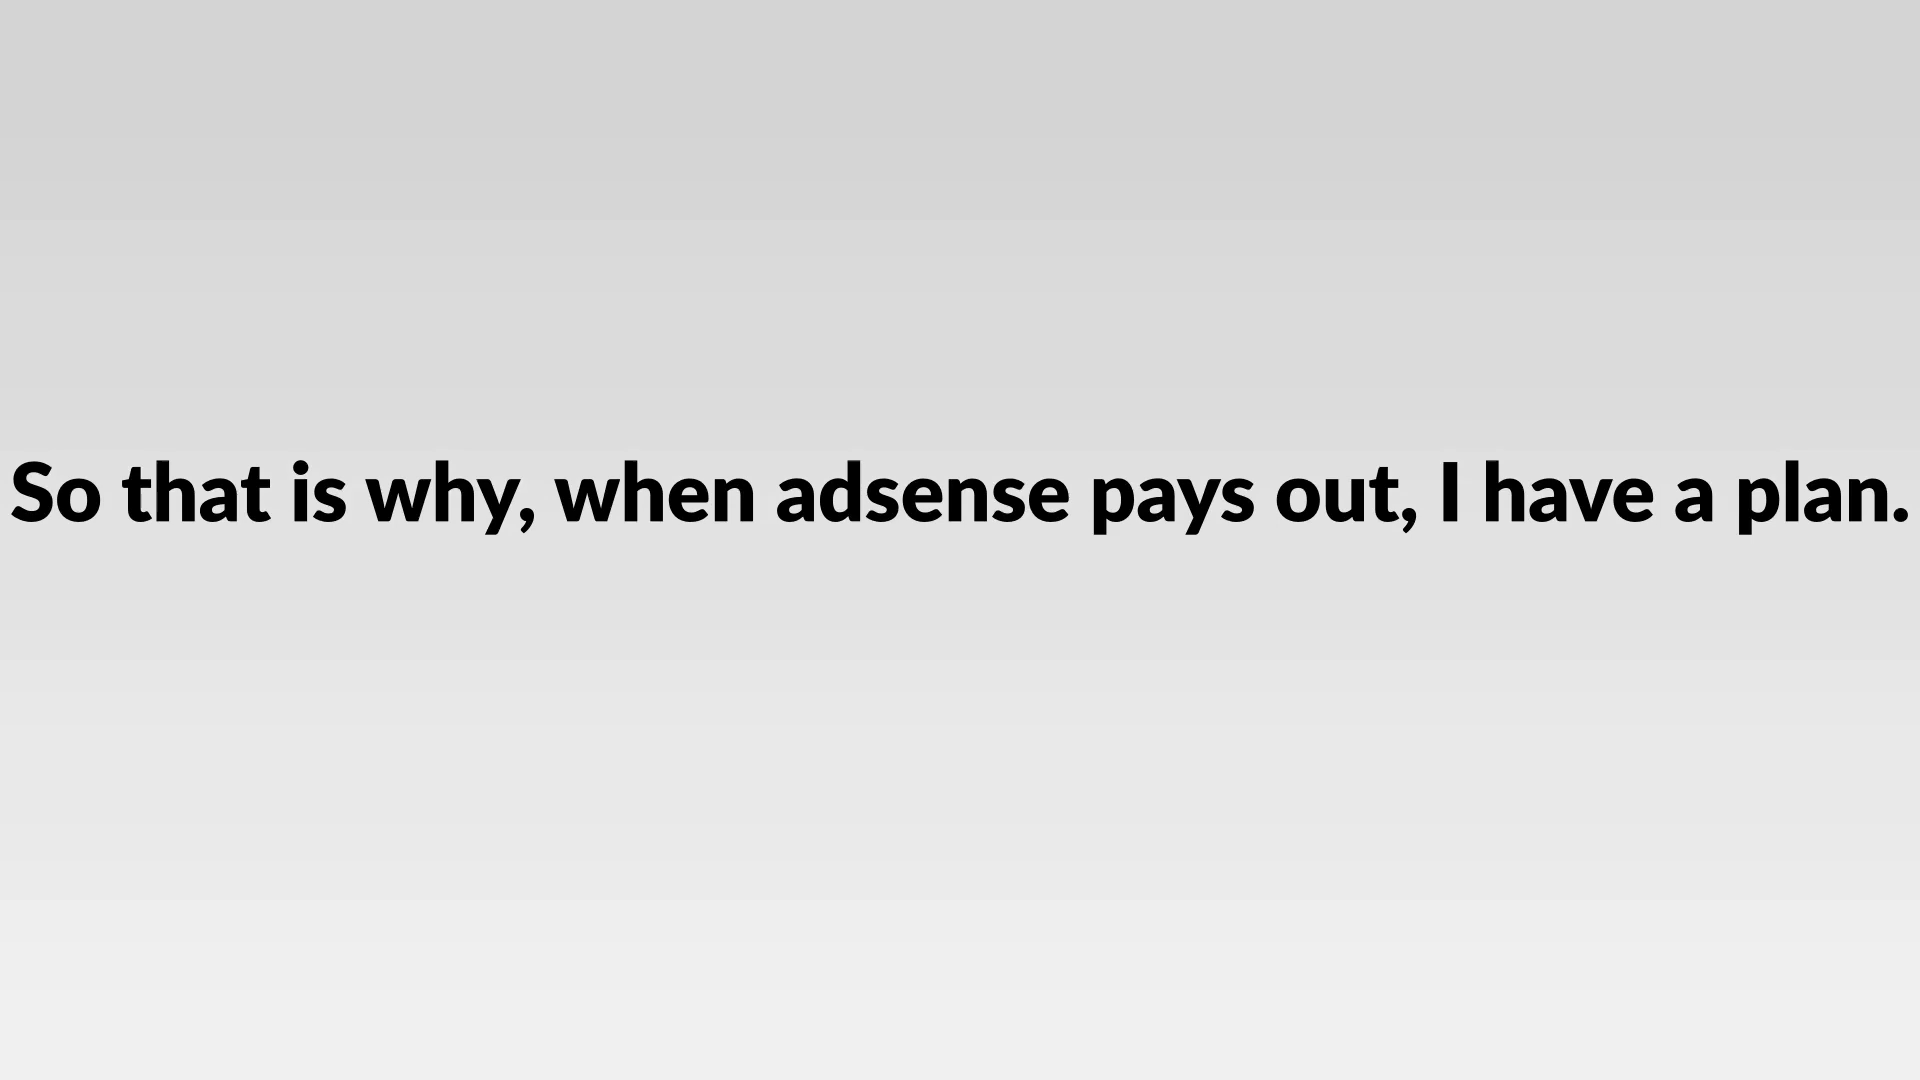 So that is why, when adsense pays out, I have a plan.